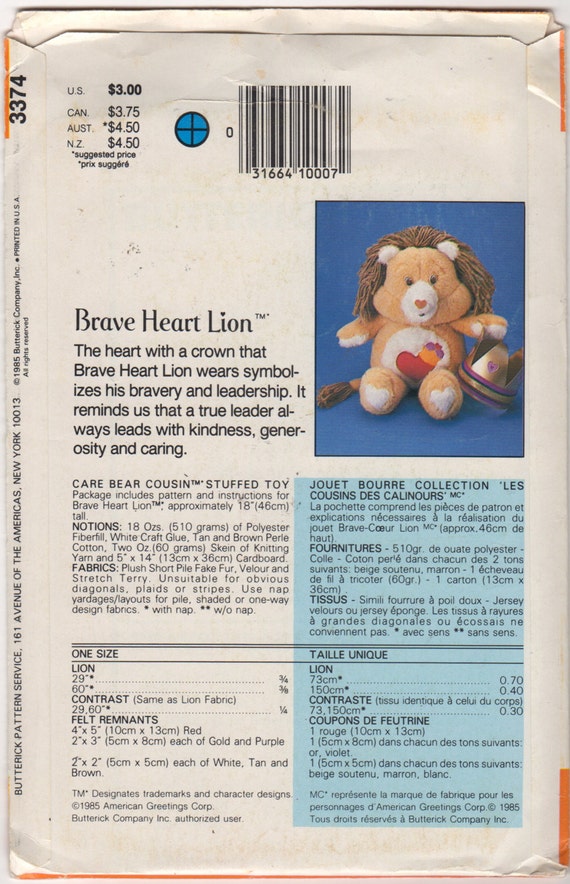 3374
©1985 Butterick Company, Inc. • PRINTED IN U.S.A.
All rights reserved
BUTTERICK PATTERN SERVICE, 161 AVENUE OF THE AMERICAS, NEW YORK 10013.
U.S. $3.00
CAN. $3.75
AUST. *$4.50
N.Z. $4.50
*suggested price
*prix suggéré
0
31664 10007
Brave Heart Lion™*
The heart with a crown that
Brave Heart Lion wears symbol-
izes his bravery and leadership. It
reminds us that a true leader al-
ways leads with kindness, gener-
osity and caring.
CARE BEAR COUSIN™* STUFFED TOY
Package includes pattern and instructions for
Brave Heart Lion™*, approximately 18"(46cm)
tall.
NOTIONS: 18 Ozs. (510 grams) of Polyester
Fiberfill, White Craft Glue, Tan and Brown Perle
Cotton, Two Oz.(60 grams) Skein of Knitting
Yarn and 5" x 14" (13cm x 36cm) Cardboard.
FABRICS: Plush Short Pile Fake Fur, Velour and
Stretch Terry. Unsuitable for obvious
diagonals, plaids or stripes. Use nap
yardages/layouts for pile, shaded or one-way
design fabrics. * with nap. ** w/o nap.
ONE SIZE
LION
29"* ¾
60"* ⅜
CONTRAST (Same as Lion Fabric)
29,60"* ¼
FELT REMNANTS
4"x 5" (10cm x 13cm) Red
2"x 3" (5cm x 8cm) each of Gold and Purple
2"x 2" (5cm x 5cm) each of White, Tan and
Brown.
TM* Designates trademarks and character designs.
©1985 American Greetings Corp.
Butterick Company Inc. authorized user.
JOUET BOURRE COLLECTION 'LES
COUSINS DES CALINOURS' MC*
La pochette comprend les pièces de patron et
explications nécessaires à la réalisation du
jouet Brave-Cœur Lion MC* (approx.46cm de
haut).
FOURNITURES - 510gr. de ouate polyester -
Colle - Coton perlé dans chacun des 2 tons
suivants: beige soutenu, marron - 1 écheveau
de fil à tricoter (60gr.) - 1 carton (13cm x
36cm).
TISSUS - Simili fourrure à poil doux - Jersey
velours ou jersey éponge. Les tissus à rayures
à grandes diagonales ou écossais ne
conviennent pas. * avec sens ** sans sens.
TAILLE UNIQUE
LION
73cm* 0.70
150cm* 0.40
CONTRASTE (tissu identique à celui du corps)
73,150cm* 0.30
COUPONS DE FEUTRINE
1 rouge (10cm x 13cm)
1 (5cm x 8cm) dans chacun des tons suivants:
or, violet.
1 (5cm x 5cm) dans chacun des tons suivants:
beige soutenu, marron, blanc.
MC* représente la marque de fabrique pour les
personnages d'American Greetings Corp.© 1985
Tous droits réservés à Butterick Company Inc.